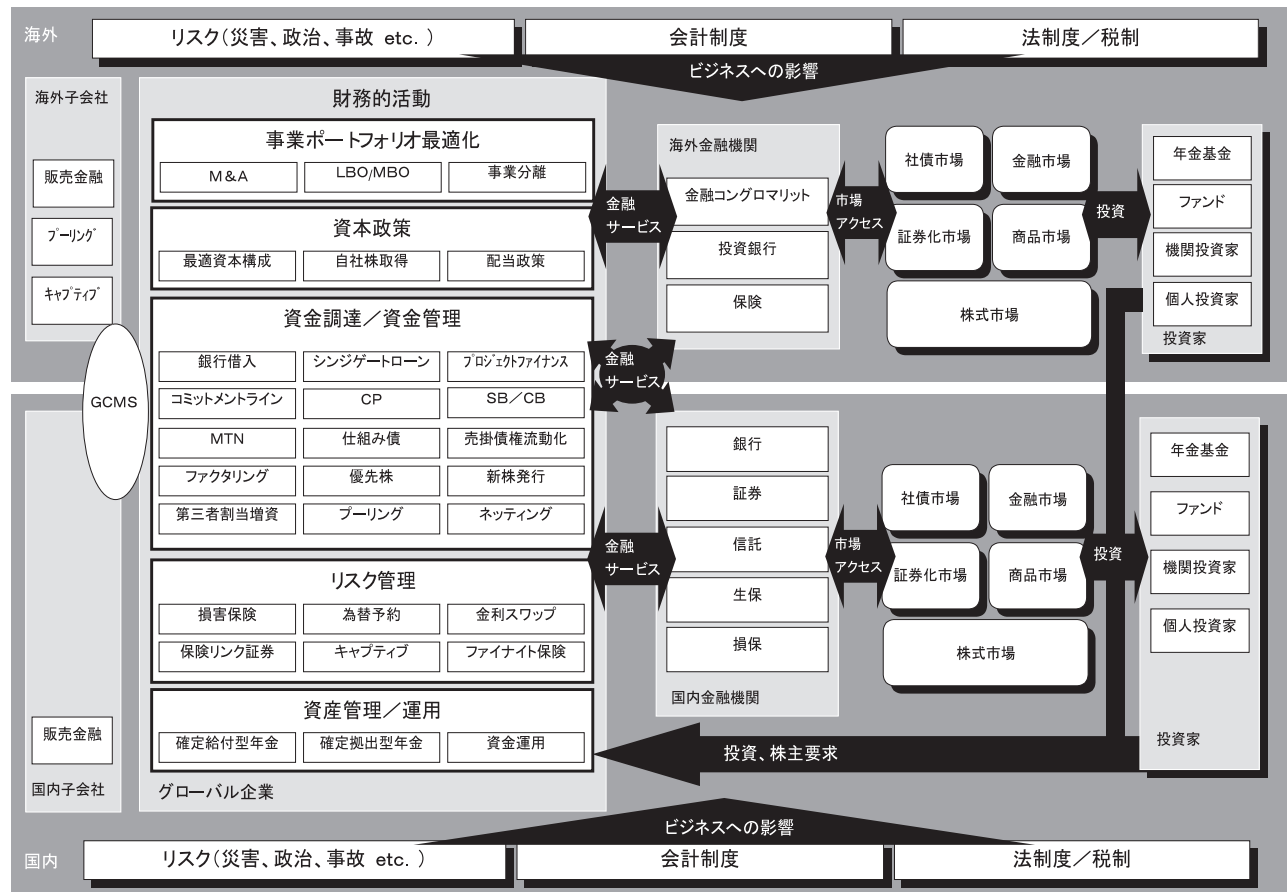 海外
リスク(災害、政治、事故 etc. )
会計制度
法制度／税制
ビジネスへの影響
海外子会社
販売金融
プーリング
キャプティブ
GCMS
財務的活動
事業ポートフォリオ最適化
M&A
LBO/MBO
事業分離
資本政策
最適資本構成
自社株取得
配当政策
資金調達／資金管理
銀行借入
シンジゲートローン
プロジェクトファイナンス
コミットメントライン
CP
SB／CB
MTN
仕組み債
売掛債権流動化
ファクタリング
優先株
新株発行
第三者割当増資
プーリング
ネッティング
リスク管理
損害保険
為替予約
金利スワップ
保険リンク証券
キャプティブ
ファイナイト保険
資産管理／運用
確定給付型年金
確定拠出型年金
資金運用
グローバル企業
金融
サービス
金融
サービス
金融
サービス
海外金融機関
金融コングロマリット
投資銀行
保険
市場
アクセス
社債市場
金融市場
証券化市場
商品市場
株式市場
投資
年金基金
ファンド
機関投資家
個人投資家
投資家
銀行
証券
信託
生保
損保
国内金融機関
市場
アクセス
社債市場
金融市場
証券化市場
商品市場
株式市場
投資
年金基金
ファンド
機関投資家
個人投資家
投資家
投資、株主要求
販売金融
国内子会社
ビジネスへの影響
国内
リスク(災害、政治、事故 etc. )
会計制度
法制度／税制